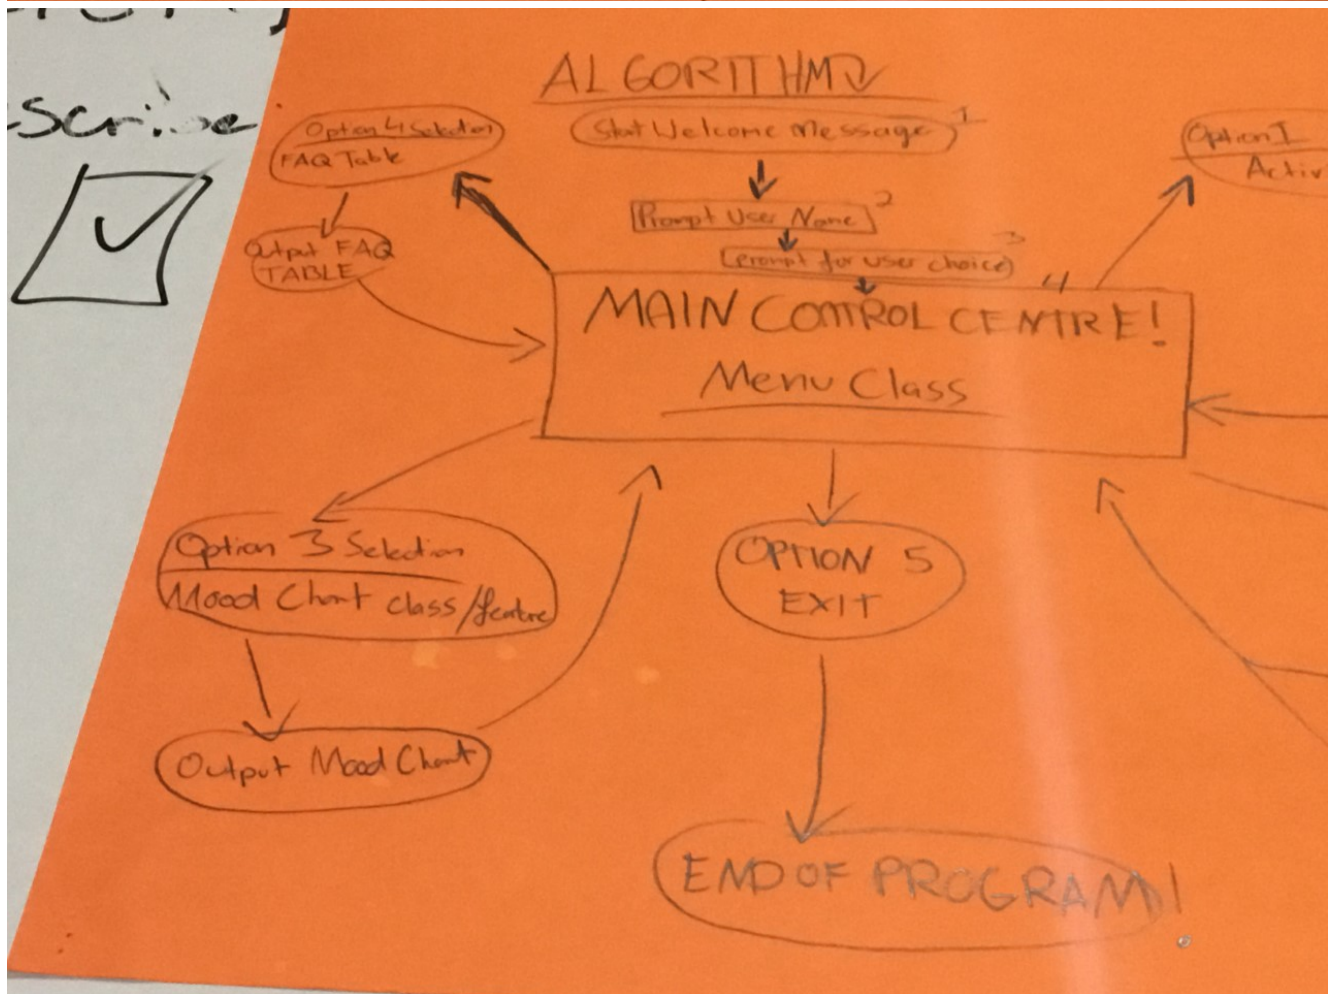 scribe
ALGORITHM
Start Welcome Message 1
Option 4 Selection
FAQ Table
Option 1
Activ
Prompt User Name 2
Output FAQ
TABLE
(Prompt for user choice) 3
4
MAIN CONTROL CENTRE!
Menu Class
Option 3 Selection
Mood Chart class/feature
OPTION 5
EXIT
Output Mood Chart
END OF PROGRAM!